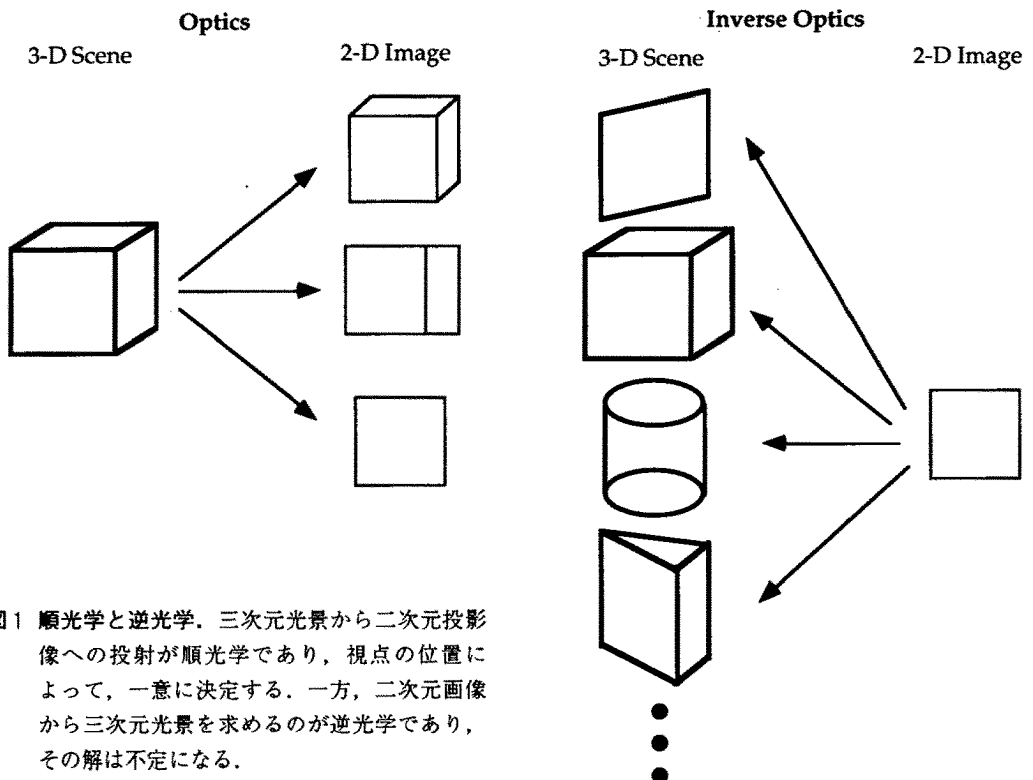 Optics
3-D Scene
2-D Image
Inverse Optics
3-D Scene
2-D Image
図1 順光学と逆光学．三次元光景から二次元投影
像への投射が順光学であり，視点の位置に
よって，一意に決定する．一方，二次元画像
から三次元光景を求めるのが逆光学であり，
その解は不定になる．